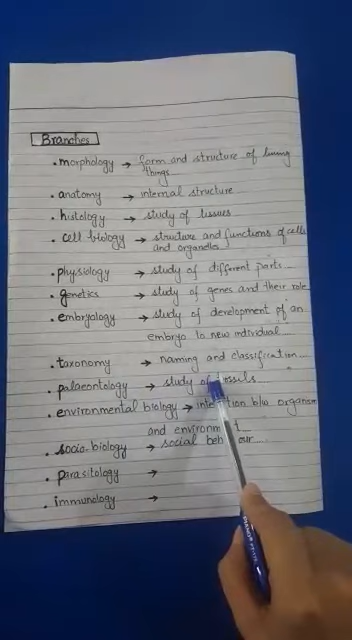 Branches
• morphology → form and structure of living
things
• anatomy → internal structure
• histology → study of tissues
• cell biology → structure and functions of cells
and organelles
• physiology → study of different parts
• genetics → study of genes and their role
• embryology → study of development of an
embryo to new individual
• taxonomy → naming and classification
• palaeontology → study of fossils
• environmental biology → b/w organism
and
• socio-biology → social
• parasitology →
• immunology →